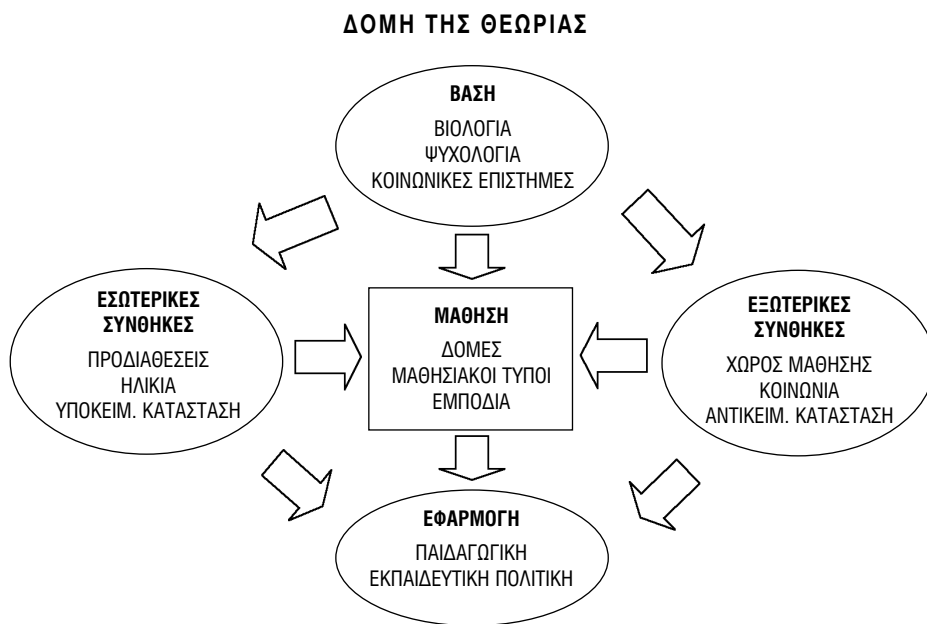 ΔΟΜΗ ΤΗΣ ΘΕΩΡΙΑΣ
ΒΑΣΗ
ΒΙΟΛΟΓΙΑ
ΨΥΧΟΛΟΓΙΑ
ΚΟΙΝΩΝΙΚΕΣ ΕΠΙΣΤΗΜΕΣ
ΕΣΩΤΕΡΙΚΕΣ
ΣΥΝΘΗΚΕΣ
ΠΡΟΔΙΑΘΕΣΕΙΣ
ΗΛΙΚΙΑ
ΥΠΟΚΕΙΜ. ΚΑΤΑΣΤΑΣΗ
ΜΑΘΗΣΗ
ΔΟΜΕΣ
ΜΑΘΗΣΙΑΚΟΙ ΤΥΠΟΙ
ΕΜΠΟΔΙΑ
ΕΞΩΤΕΡΙΚΕΣ
ΣΥΝΘΗΚΕΣ
ΧΩΡΟΣ ΜΑΘΗΣΗΣ
ΚΟΙΝΩΝΙΑ
ΑΝΤΙΚΕΙΜ. ΚΑΤΑΣΤΑΣΗ
ΕΦΑΡΜΟΓΗ
ΠΑΙΔΑΓΩΓΙΚΗ
ΕΚΠΑΙΔΕΥΤΙΚΗ ΠΟΛΙΤΙΚΗ